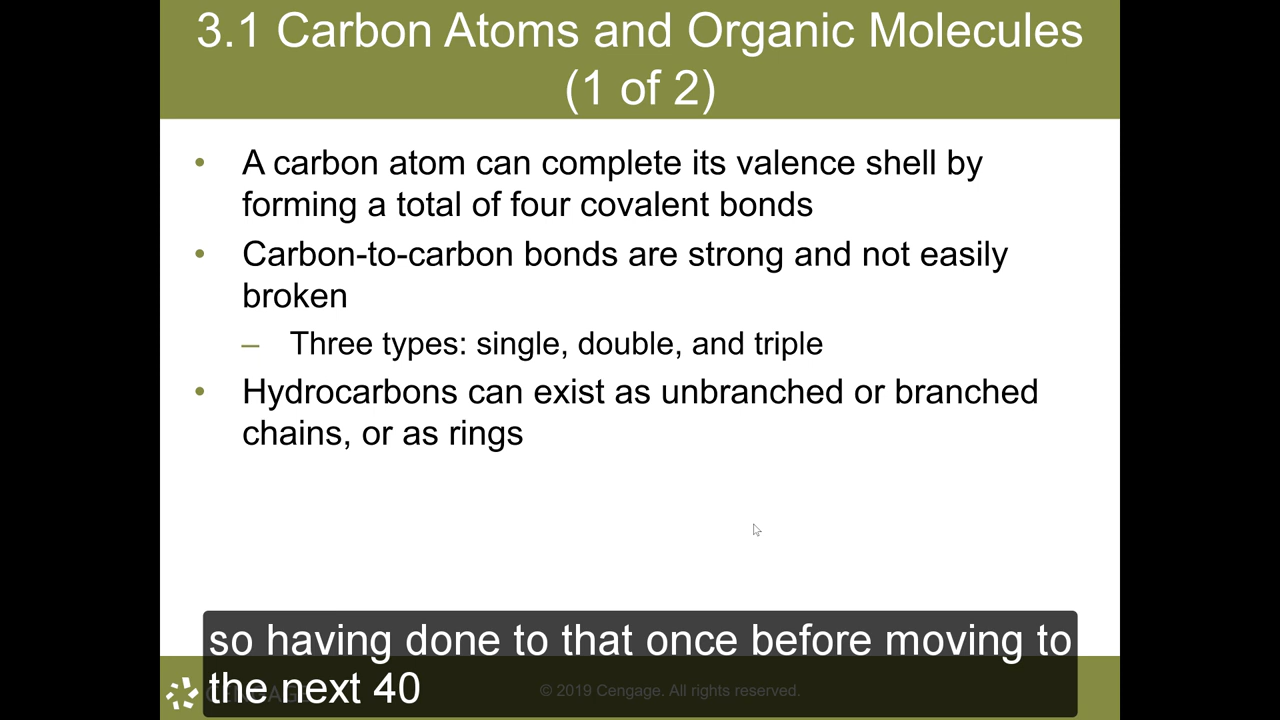 3.1 Carbon Atoms and Organic Molecules
(1 of 2)
• A carbon atom can complete its valence shell by
forming a total of four covalent bonds
• Carbon-to-carbon bonds are strong and not easily
broken
– Three types: single, double, and triple
• Hydrocarbons can exist as unbranched or branched
chains, or as rings
so having done to that once before moving to
the next 40
© 2019 Cengage. All rights reserved.